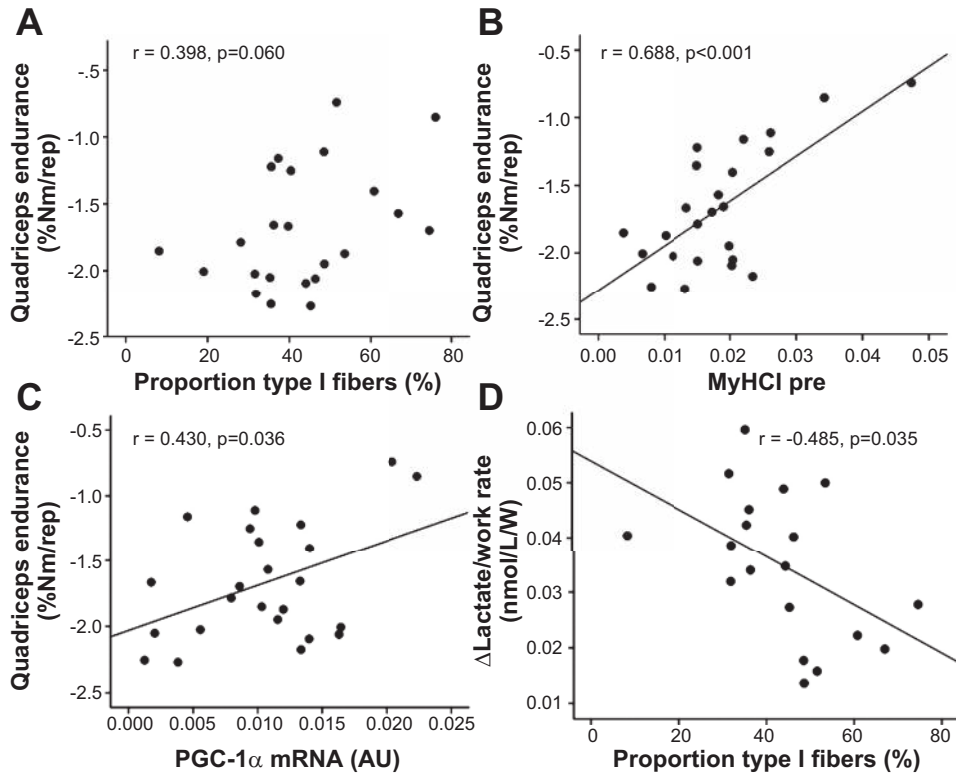 A
r = 0.398, p=0.060
Quadriceps endurance
(%Nm/rep)
-.5
-1.0
-1.5
-2.0
-2.5
0 20 40 60 80
Proportion type I fibers (%)
B
r = 0.688, p<0.001
Quadriceps endurance
(%Nm/rep)
-0.5
-1.0
-1.5
-2.0
-2.5
0.00 0.01 0.02 0.03 0.04 0.05
MyHCI pre
C
r = 0.430, p=0.036
Quadriceps endurance
(%Nm/rep)
-0.5
-1.0
-1.5
-2.0
-2.5
0.000 0.005 0.010 0.015 0.020 0.025
PGC-1α mRNA (AU)
D
r = -0.485, p=0.035
ΔLactate/work rate
(nmol/L/W)
0.06
0.05
0.04
0.03
0.02
0.01
0 20 40 60 80
Proportion type I fibers (%)